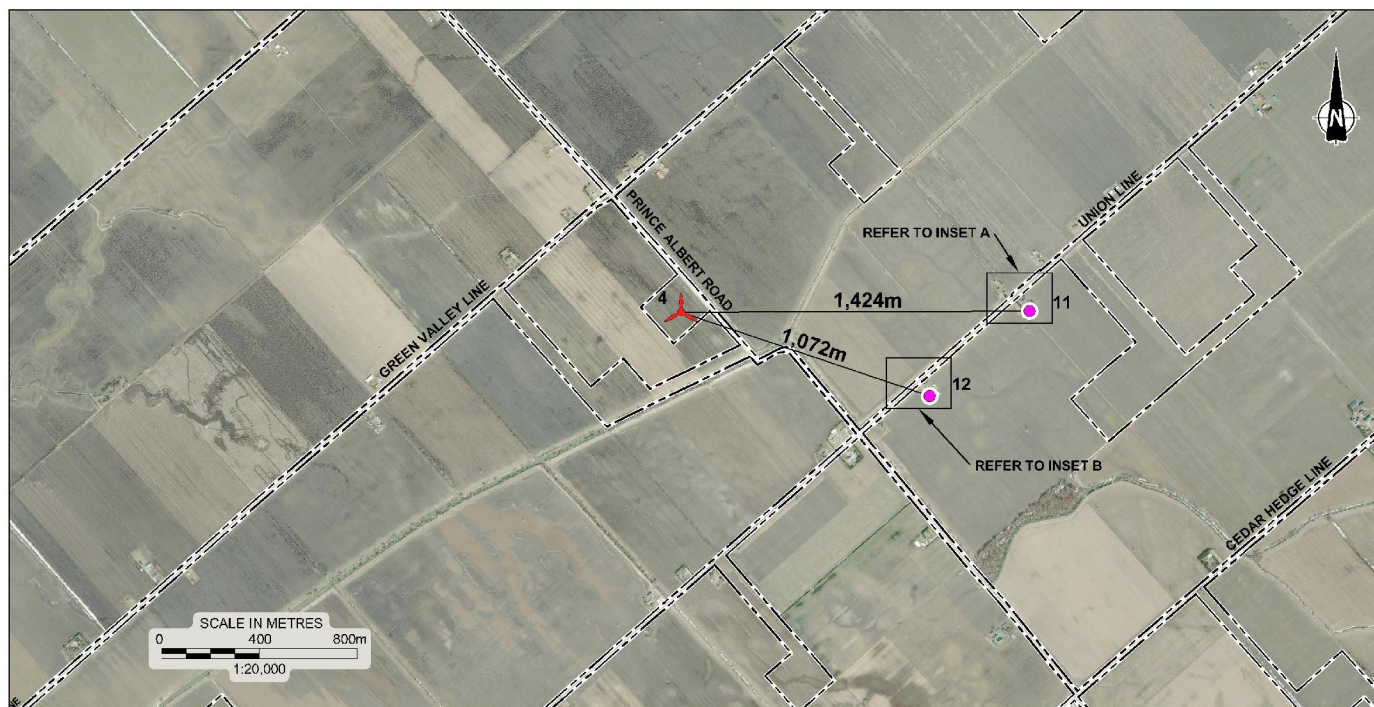 N
UNION LINE
PRINCE ALBERT ROAD
REFER TO INSET A
4
1,424m
11
GREEN VALLEY LINE
1,072m
12
REFER TO INSET B
CEDAR HEDGE LINE
SCALE IN METRES
0 400 800m
1:20,000